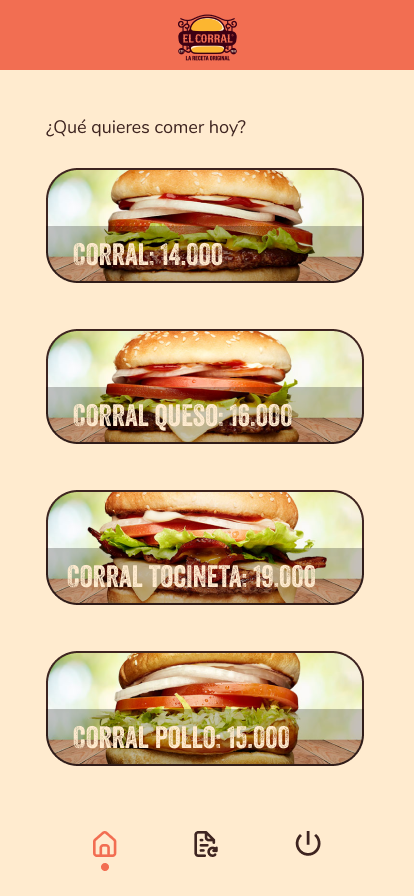 EL CORRAL
LA RECETA ORIGINAL
¿Qué quieres comer hoy?
CORRAL: 14.000
CORRAL QUESO: 16.000
CORRAL TOCINETA: 19.000
CORRAL POLLO: 15.000